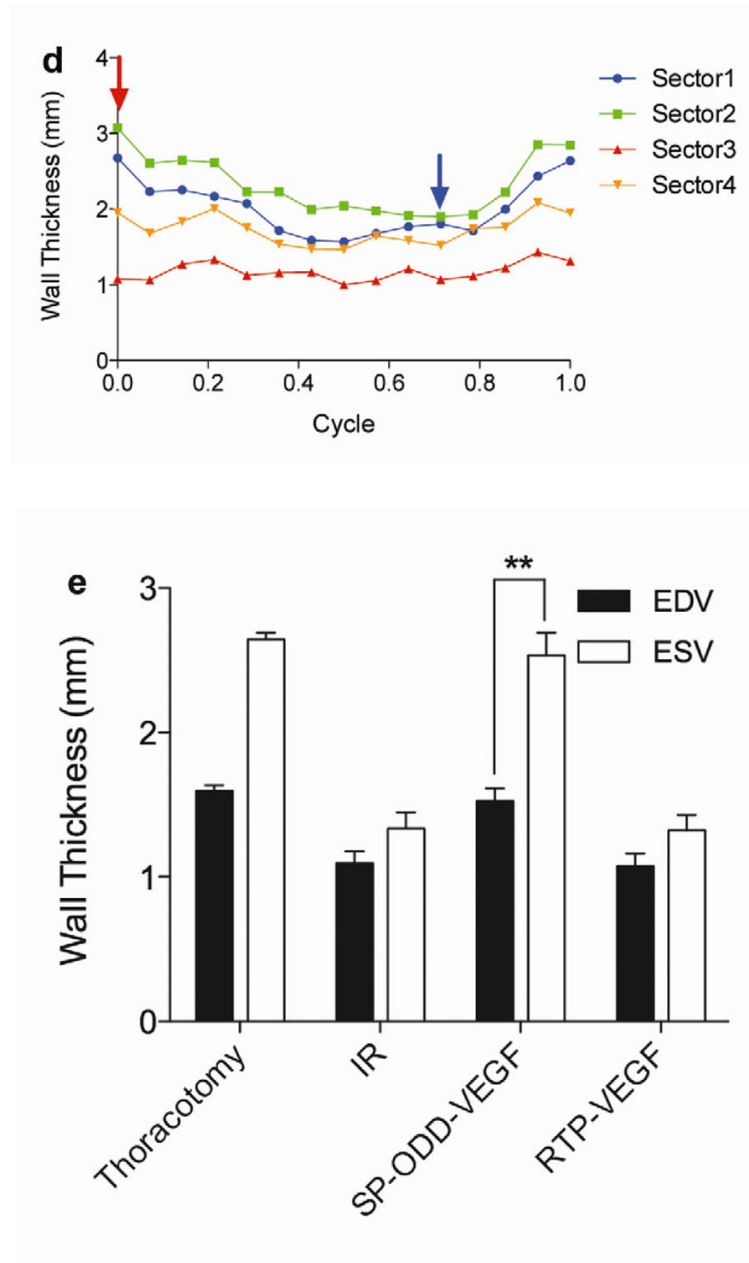 d
Wall Thickness (mm)
4
3
2
1
0
0.0 0.2 0.4 0.6 0.8 1.0
Cycle
Sector1
Sector2
Sector3
Sector4
e
Wall Thickness (mm)
3
2
1
0
**
EDV
ESV
Thoracotomy
IR
SP-ODD-VEGF
RTP-VEGF